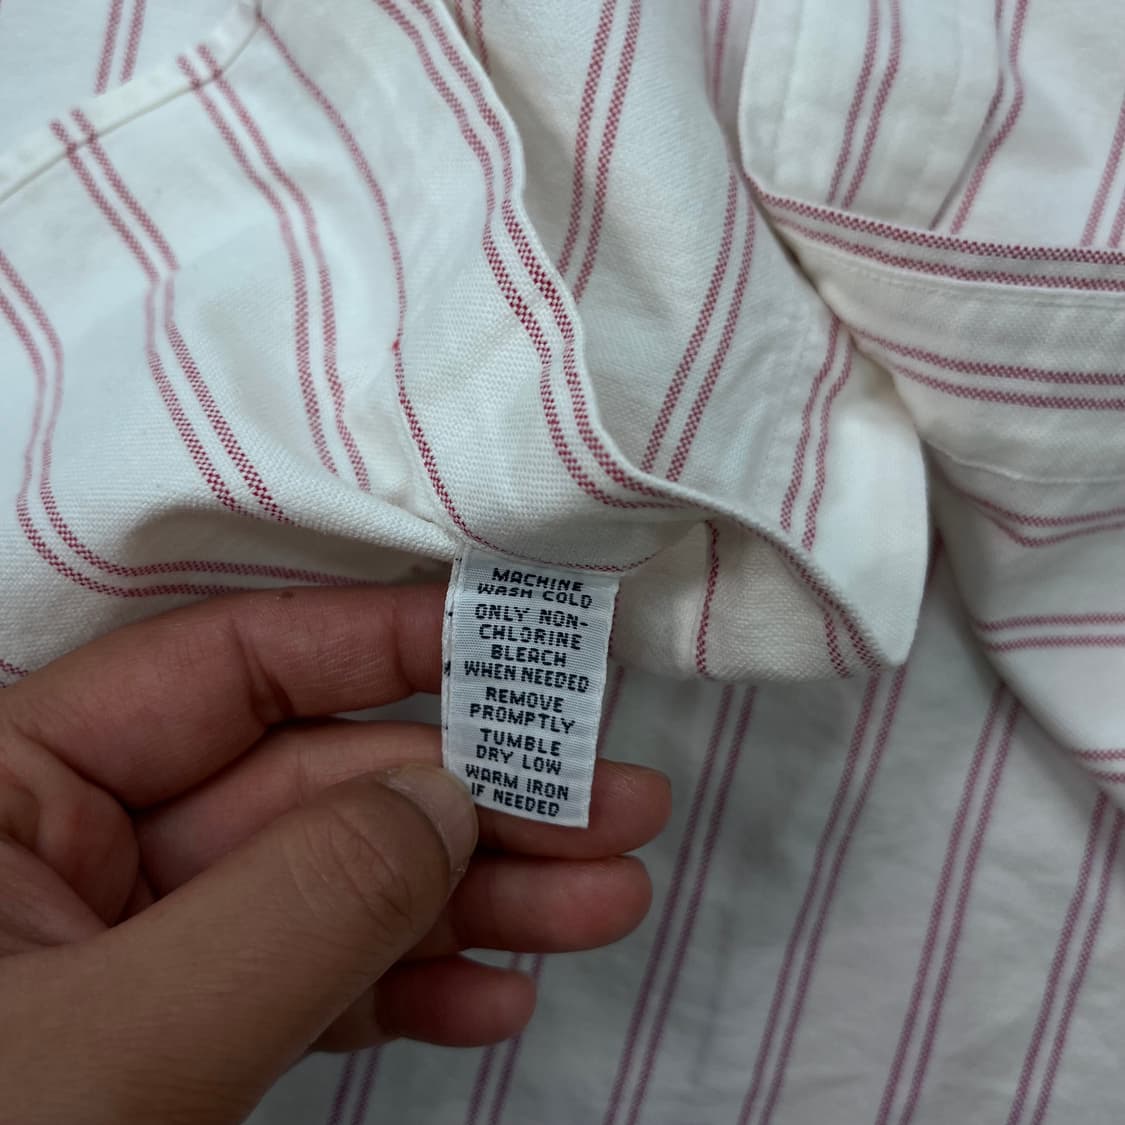 MACHINE
WASH COLD
ONLY NON-
CHLORINE
BLEACH
WHEN NEEDED
REMOVE
PROMPTLY
TUMBLE
DRY LOW
WARM IRON
IF NEEDED